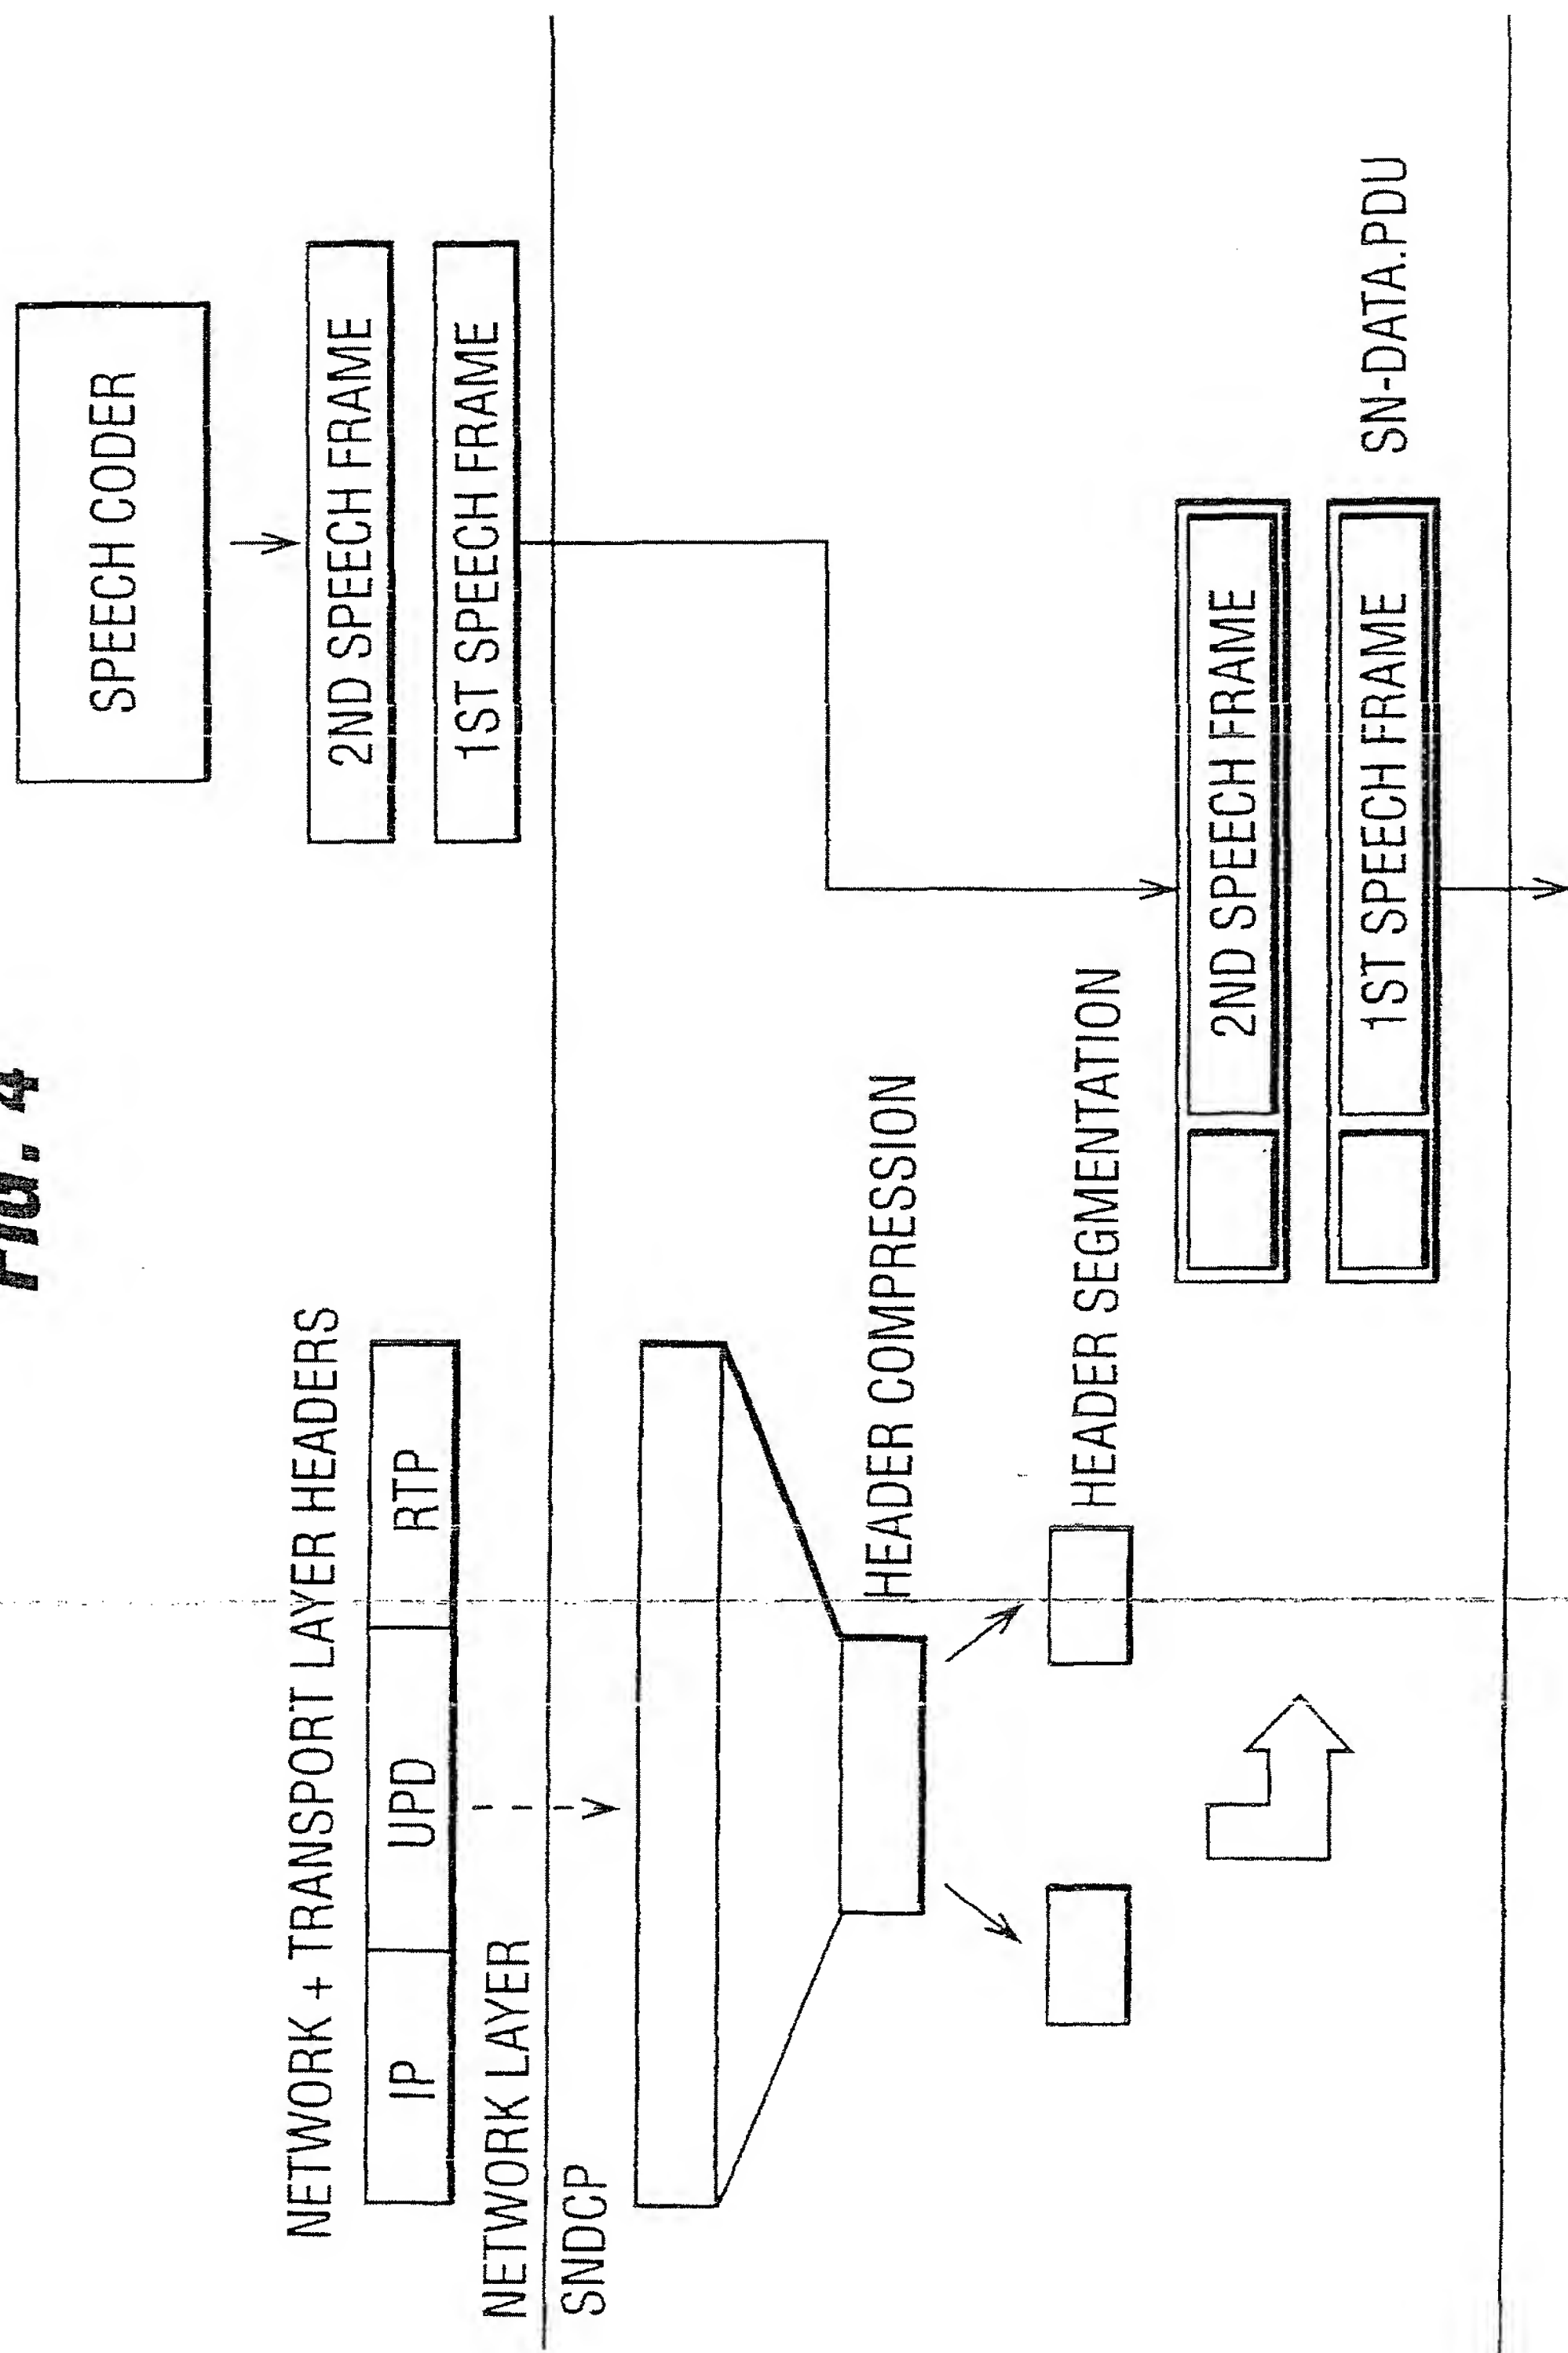 FIG. 4
SPEECH CODER
NETWORK + TRANSPORT LAYER HEADERS
2ND SPEECH FRAME
IP UPD RTP
1ST SPEECH FRAME
NETWORK LAYER
SNDCP
HEADER COMPRESSION
HEADER SEGMENTATION
2ND SPEECH FRAME
1ST SPEECH FRAME
SN-DATA.PDU